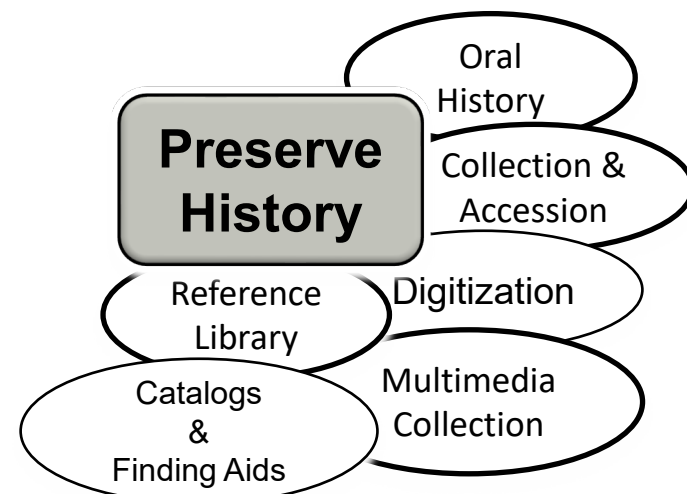 Oral
History
Preserve
History
Collection &
Accession
Reference
Library
Digitization
Multimedia
Collection
Catalogs
&
Finding Aids